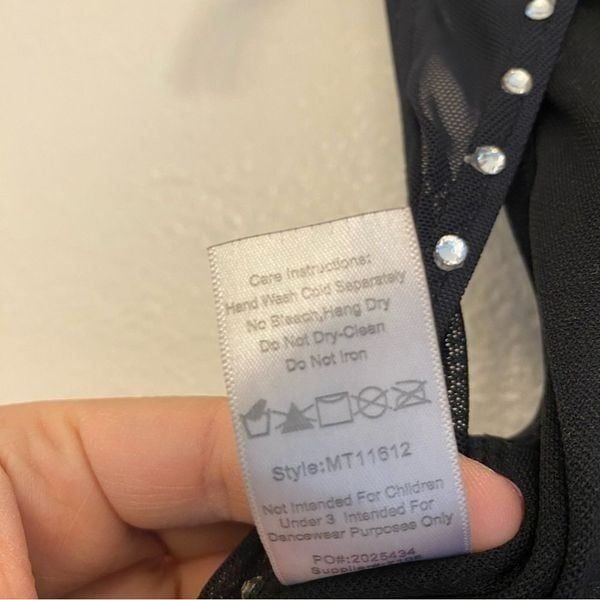 Care Instructions:
Hand Wash Cold Separately
No Bleach,Hang Dry
Do Not Dry-Clean
Do Not Iron
Style:MT11612
Not Intended For Children
Under 3 Intended For
Dancewear Purposes Only
PO#:2025434